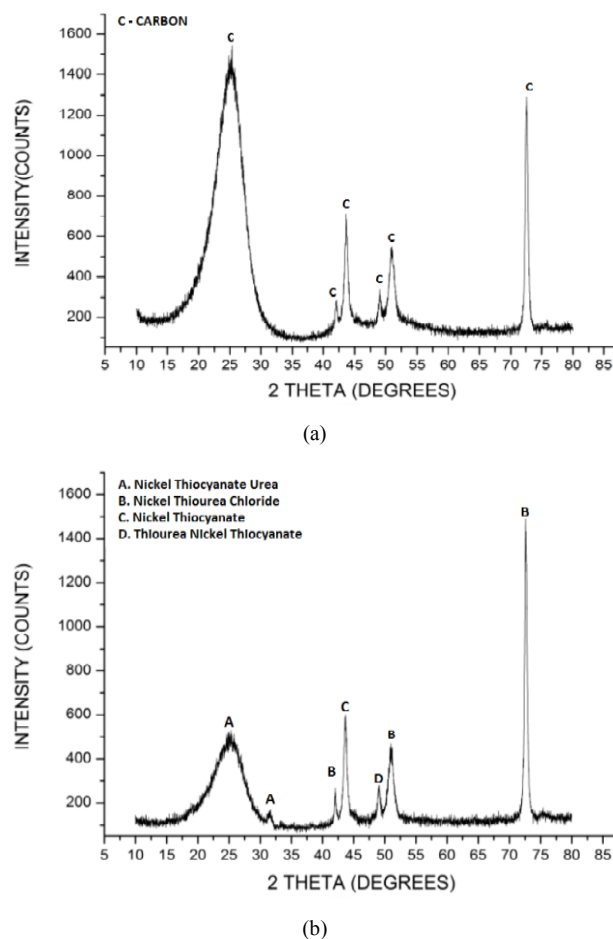 C - CARBON
1600
1400
1200
1000
800
600
400
200
INTENSITY(COUNTS)
C
C
C
C
C
C
10 15 20 25 30 35 40 45 50 55 60 65 70 75 80 85
2 THETA (DEGREES)
(a)
A. Nickel Thiocyanate Urea
B. Nickel Thiourea Chloride
C. Nickel Thiocyanate
D. Thiourea Nickel Thiocyanate
1600
1400
1200
1000
800
600
400
200
INTENSITY (COUNTS)
A
A
B
C
D
B
B
10 15 20 25 30 35 40 45 50 55 60 65 70 75 80 85
2 THETA (DEGREES)
(b)